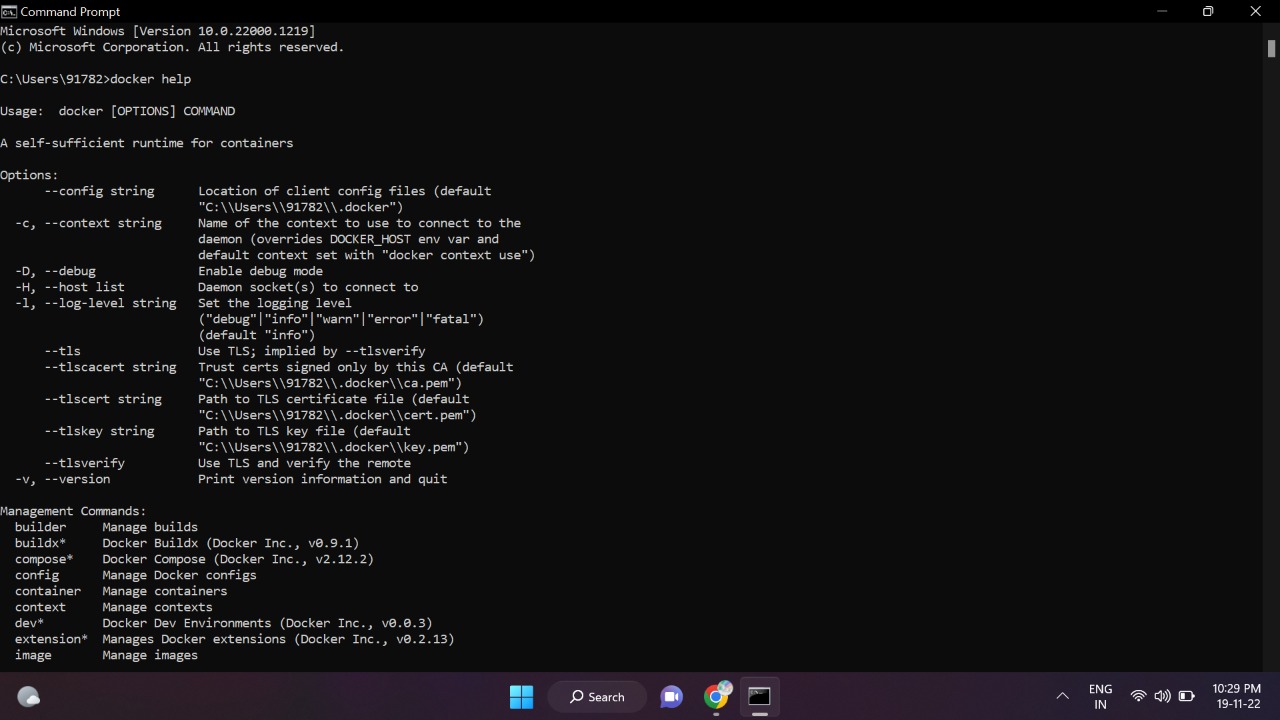 Command Prompt
Microsoft Windows [Version 10.0.22000.1219]
(c) Microsoft Corporation. All rights reserved.
C:\Users\91782>docker help
Usage:  docker [OPTIONS] COMMAND
A self-sufficient runtime for containers
Options:
      --config string      Location of client config files (default
                           "C:\\Users\\91782\\.docker")
  -c, --context string     Name of the context to use to connect to the
                           daemon (overrides DOCKER_HOST env var and
                           default context set with "docker context use")
  -D, --debug              Enable debug mode
  -H, --host list          Daemon socket(s) to connect to
  -l, --log-level string   Set the logging level
                           ("debug"|"info"|"warn"|"error"|"fatal")
                           (default "info")
      --tls                Use TLS; implied by --tlsverify
      --tlscacert string   Trust certs signed only by this CA (default
                           "C:\\Users\\91782\\.docker\\ca.pem")
      --tlscert string     Path to TLS certificate file (default
                           "C:\\Users\\91782\\.docker\\cert.pem")
      --tlskey string      Path to TLS key file (default
                           "C:\\Users\\91782\\.docker\\key.pem")
      --tlsverify          Use TLS and verify the remote
  -v, --version            Print version information and quit
Management Commands:
  builder     Manage builds
  buildx*     Docker Buildx (Docker Inc., v0.9.1)
  compose*    Docker Compose (Docker Inc., v2.12.2)
  config      Manage Docker configs
  container   Manage containers
  context     Manage contexts
  dev*        Docker Dev Environments (Docker Inc., v0.0.3)
  extension*  Manages Docker extensions (Docker Inc., v0.2.13)
  image       Manage images
Search
ENG
IN
10:29 PM
19-11-22